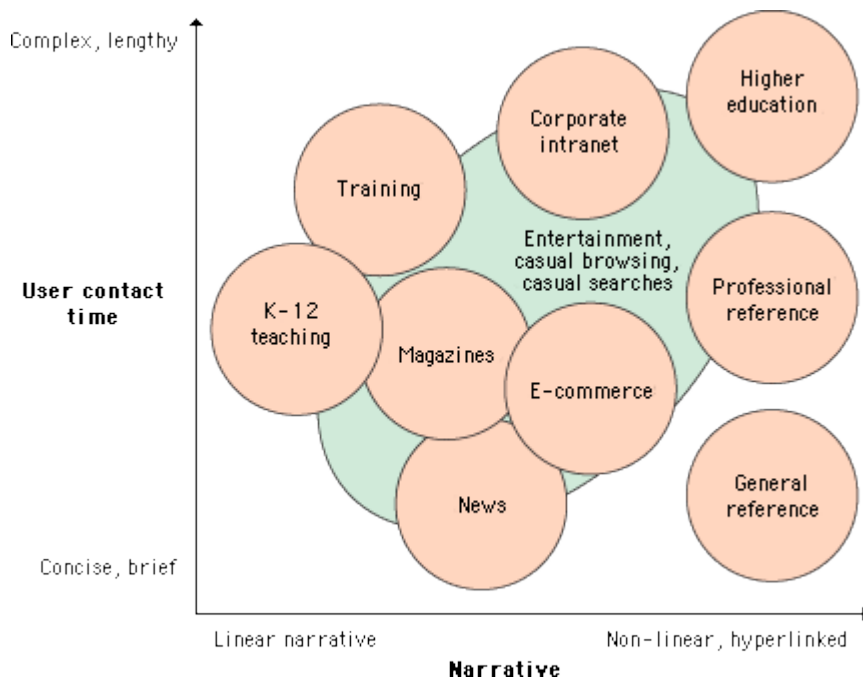 Complex, lengthy
Higher
education
Corporate
intranet
Training
Entertainment,
casual browsing,
casual searches
User contact
time
Professional
reference
K-12
teaching
Magazines
E-commerce
General
reference
News
Concise, brief
Linear narrative
Non-linear, hyperlinked
Narrative